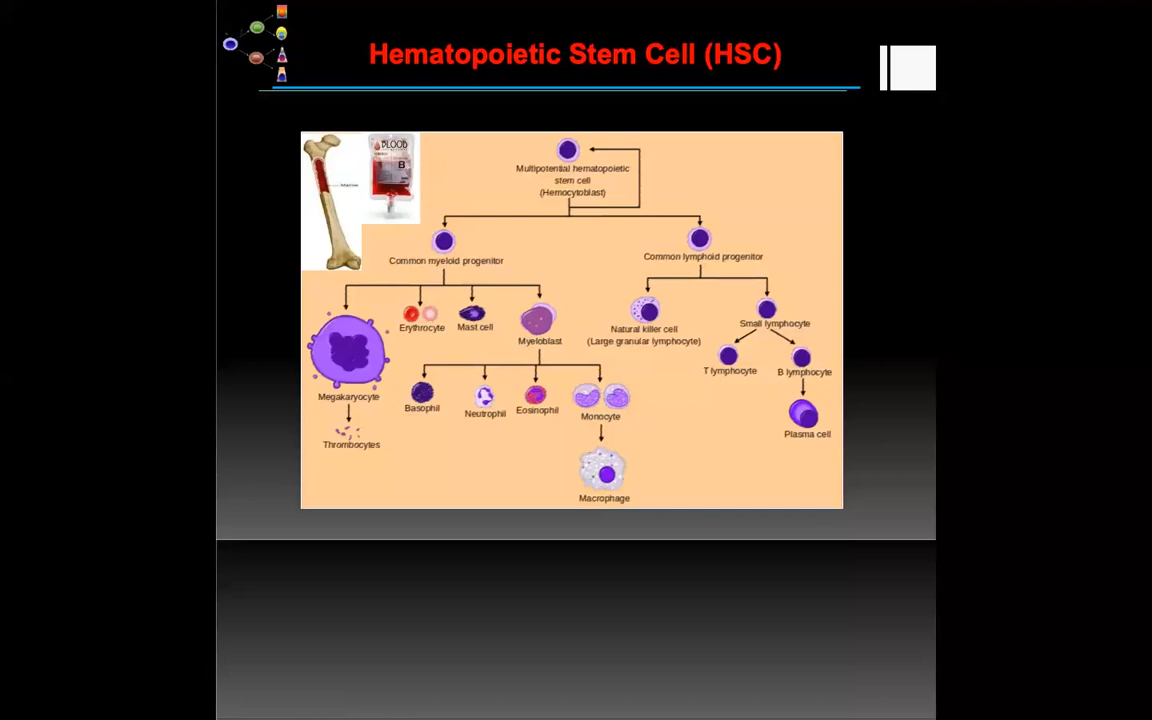 Hematopoietic Stem Cell (HSC)
BLOOD
B
Marrow
Multipotential hematopoietic
stem cell
(Hemocytoblast)
Common myeloid progenitor
Common lymphoid progenitor
Erythrocyte
Mast cell
Myeloblast
Natural killer cell
(Large granular lymphocyte)
Small lymphocyte
T lymphocyte
B lymphocyte
Megakaryocyte
Basophil
Neutrophil
Eosinophil
Monocyte
Plasma cell
Thrombocytes
Macrophage